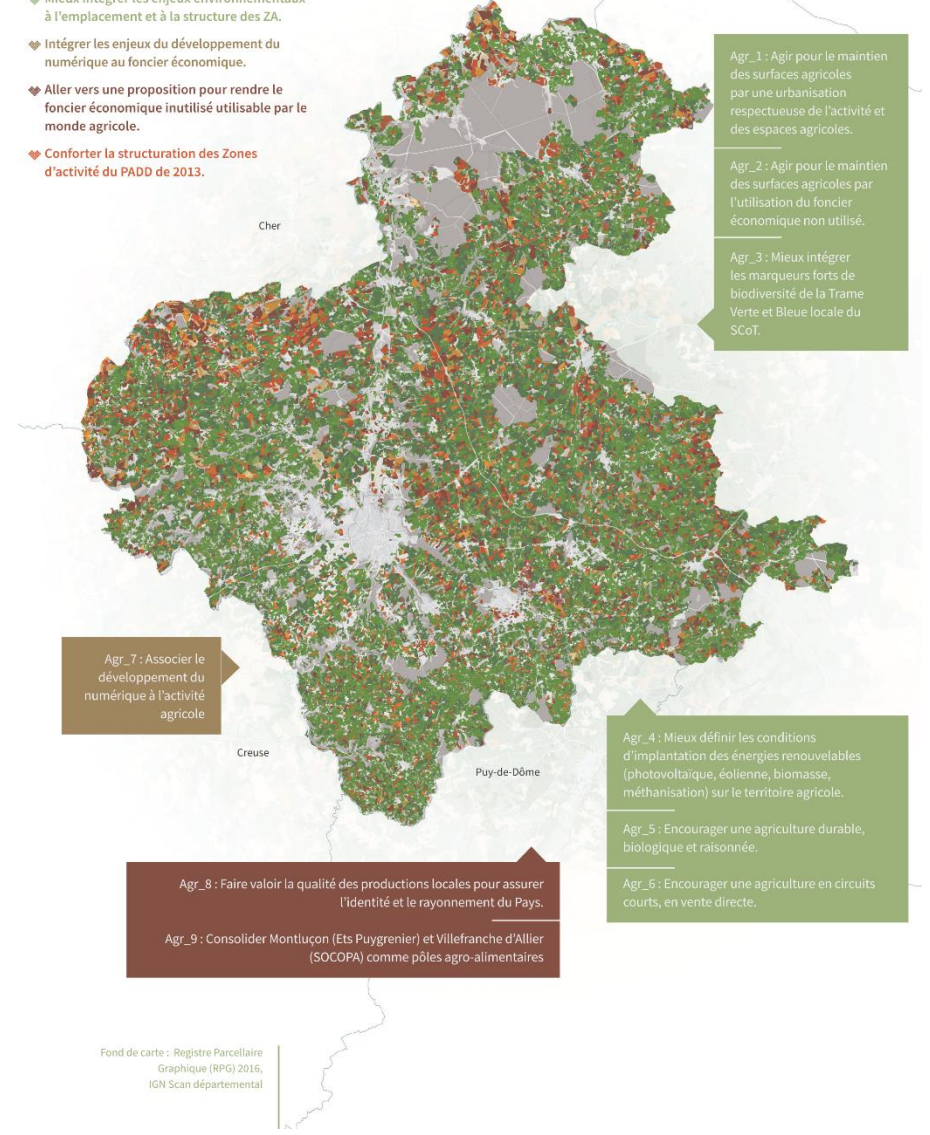 Mieux intégrer les enjeux environnementaux
à l'emplacement et à la structure des ZA.
Intégrer les enjeux du développement du
numérique au foncier économique.
Aller vers une proposition pour rendre le
foncier économique inutilisé utilisable par le
monde agricole.
Conforter la structuration des Zones
d'activité du PADD de 2013.
Cher
Agr_1 : Agir pour le maintien
des surfaces agricoles
par une urbanisation
respectueuse de l'activité et
des espaces agricoles.
Agr_2 : Agir pour le maintien
des surfaces agricoles par
l'utilisation du foncier
économique non utilisé.
Agr_3 : Mieux intégrer
les marqueurs forts de
biodiversité de la Trame
Verte et Bleue locale du
SCoT.
Agr_7 : Associer le
développement du
numérique à l'activité
agricole
Creuse
Puy-de-Dôme
Agr_4 : Mieux définir les conditions
d'implantation des énergies renouvelables
(photovoltaïque, éolienne, biomasse,
méthanisation) sur le territoire agricole.
Agr_5 : Encourager une agriculture durable,
biologique et raisonnée.
Agr_6 : Encourager une agriculture en circuits
courts, en vente directe.
Agr_8 : Faire valoir la qualité des productions locales pour assurer
l'identité et le rayonnement du Pays.
Agr_9 : Consolider Montluçon (Ets Puygrenier) et Villefranche d'Allier
(SOCOPA) comme pôles agro-alimentaires
Fond de carte : Registre Parcellaire
Graphique (RPG) 2016,
IGN Scan départemental